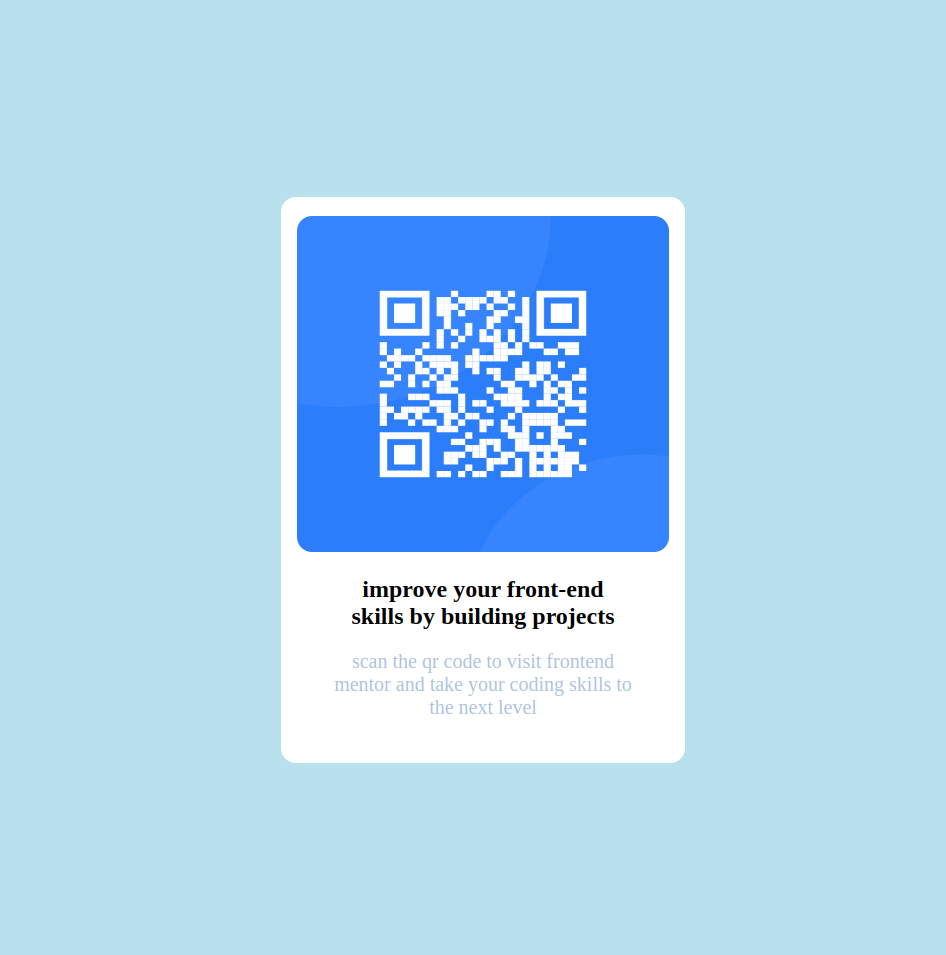 improve your front-end
skills by building projects
scan the qr code to visit frontend
mentor and take your coding skills to
the next level